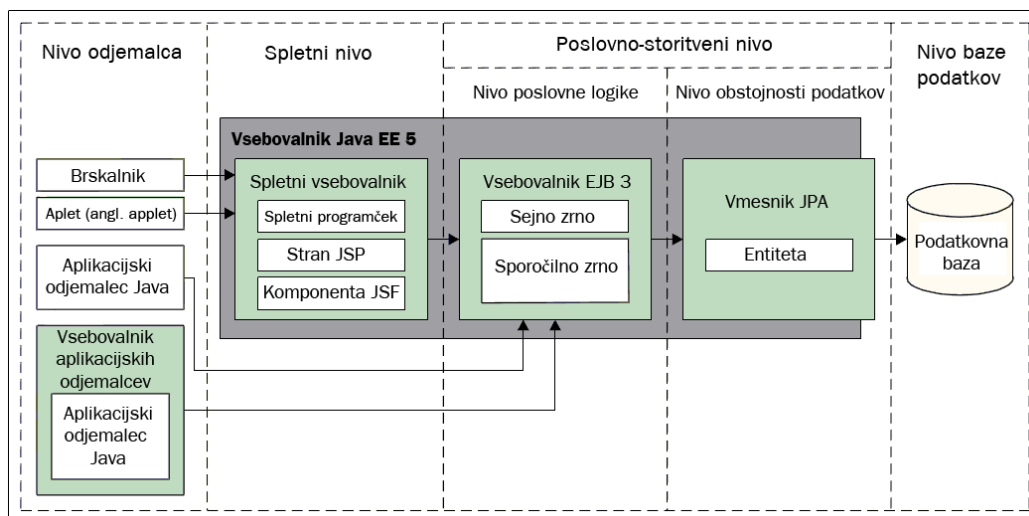 Nivo odjemalca
Spletni nivo
Poslovno-storitveni nivo
Nivo baze
podatkov
Nivo poslovne logike
Nivo obstojnosti podatkov
Vsebovalnik Java EE 5
Brskalnik
Aplet (angl. applet)
Aplikacijski
odjemalec Java
Vsebovalnik
aplikacijskih
odjemalcev
Aplikacijski
odjemalec
Java
Spletni vsebovalnik
Spletni programček
Stran JSP
Komponenta JSF
Vsebovalnik EJB 3
Sejno zrno
Sporočilno zrno
Vmesnik JPA
Entiteta
Podatkovna
baza